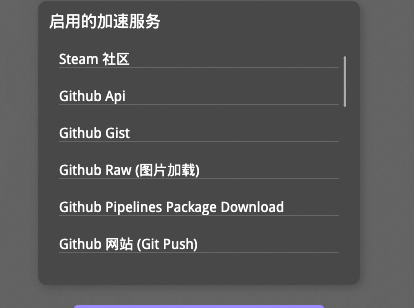 启用的加速服务
Steam 社区
Github Api
Github Gist
Github Raw (图片加载)
Github Pipelines Package Download
Github 网站 (Git Push)